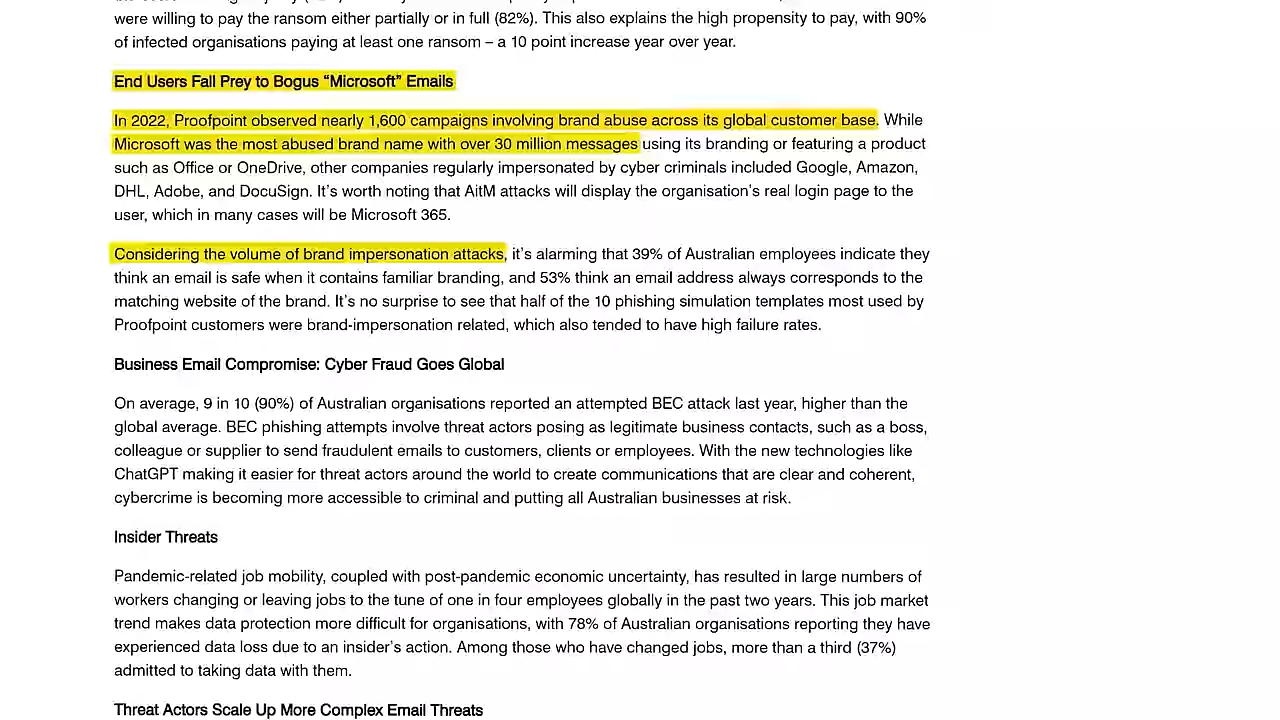 were willing to pay the ransom either partially or in full (82%). This also explains the high propensity to pay, with 90%
of infected organisations paying at least one ransom – a 10 point increase year over year.
End Users Fall Prey to Bogus “Microsoft” Emails
In 2022, Proofpoint observed nearly 1,600 campaigns involving brand abuse across its global customer base. While
Microsoft was the most abused brand name with over 30 million messages using its branding or featuring a product
such as Office or OneDrive, other companies regularly impersonated by cyber criminals included Google, Amazon,
DHL, Adobe, and DocuSign. It’s worth noting that AitM attacks will display the organisation’s real login page to the
user, which in many cases will be Microsoft 365.
Considering the volume of brand impersonation attacks, it’s alarming that 39% of Australian employees indicate they
think an email is safe when it contains familiar branding, and 53% think an email address always corresponds to the
matching website of the brand. It’s no surprise to see that half of the 10 phishing simulation templates most used by
Proofpoint customers were brand-impersonation related, which also tended to have high failure rates.
Business Email Compromise: Cyber Fraud Goes Global
On average, 9 in 10 (90%) of Australian organisations reported an attempted BEC attack last year, higher than the
global average. BEC phishing attempts involve threat actors posing as legitimate business contacts, such as a boss,
colleague or supplier to send fraudulent emails to customers, clients or employees. With the new technologies like
ChatGPT making it easier for threat actors around the world to create communications that are clear and coherent,
cybercrime is becoming more accessible to criminal and putting all Australian businesses at risk.
Insider Threats
Pandemic-related job mobility, coupled with post-pandemic economic uncertainty, has resulted in large numbers of
workers changing or leaving jobs to the tune of one in four employees globally in the past two years. This job market
trend makes data protection more difficult for organisations, with 78% of Australian organisations reporting they have
experienced data loss due to an insider’s action. Among those who have changed jobs, more than a third (37%)
admitted to taking data with them.
Threat Actors Scale Up More Complex Email Threats